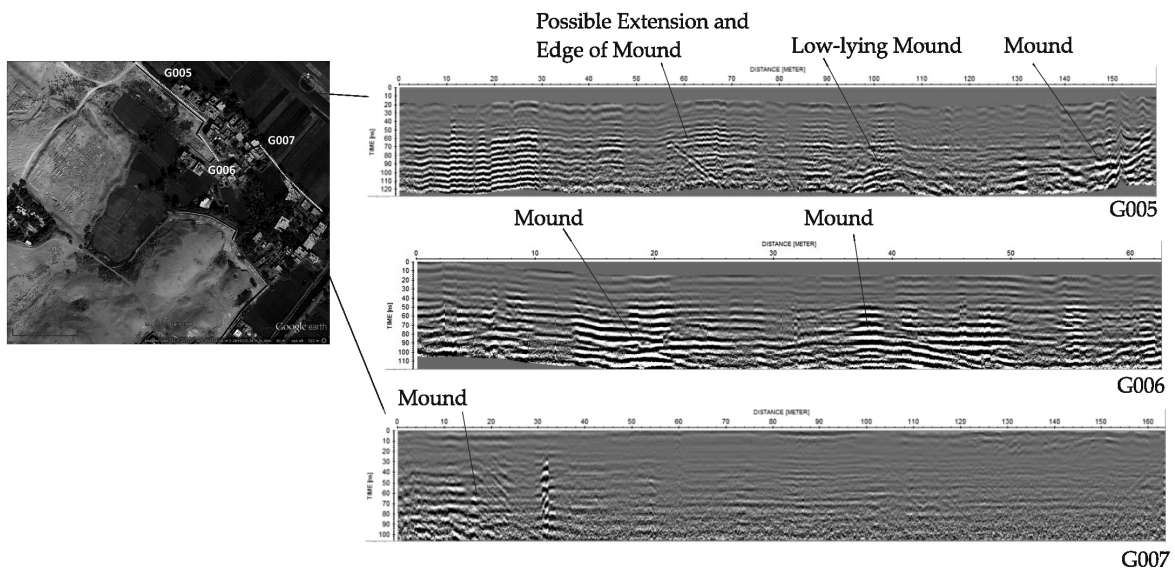 G005
G007
G006
Google earth
Possible Extension and
Edge of Mound
Low-lying Mound
Mound
DISTANCE [METER]
0 10 20 30 40 50 60 70 80 90 100 110 120 130 140 150
TIME [ns]
0
10
20
30
40
50
60
70
80
90
100
110
120
G005
Mound
Mound
DISTANCE [METER]
0 10 20 30 40 50 60
TIME [ns]
0
10
20
30
40
50
60
70
80
90
100
110
G006
Mound
DISTANCE [METER]
0 10 20 30 40 50 60 70 80 90 100 110 120 130 140 150 160
TIME [ns]
0
10
20
30
40
50
60
70
80
90
100
G007